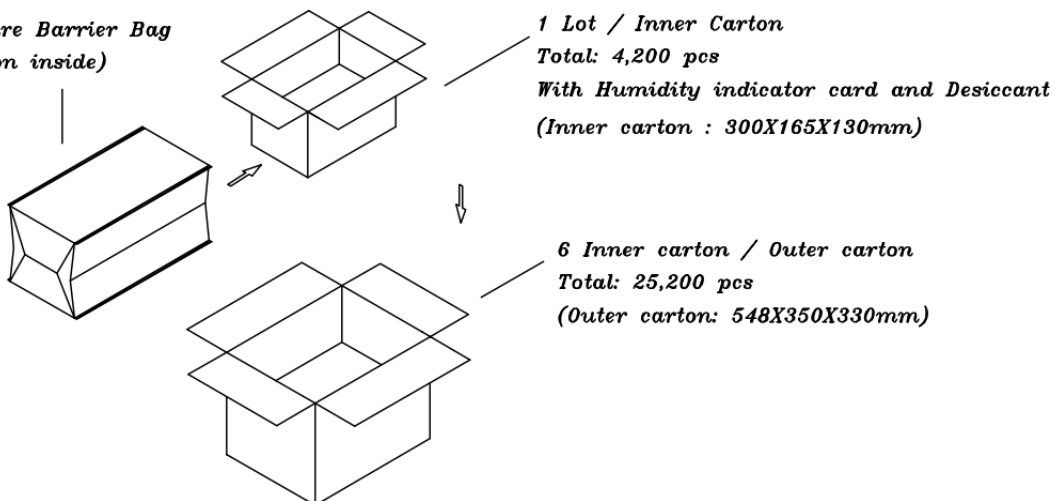 re Barrier Bag
on inside)
1 Lot / Inner Carton
Total: 4,200 pcs
With Humidity indicator card and Desiccant
(Inner carton : 300X165X130mm)
6 Inner carton / Outer carton
Total: 25,200 pcs
(Outer carton: 548X350X330mm)